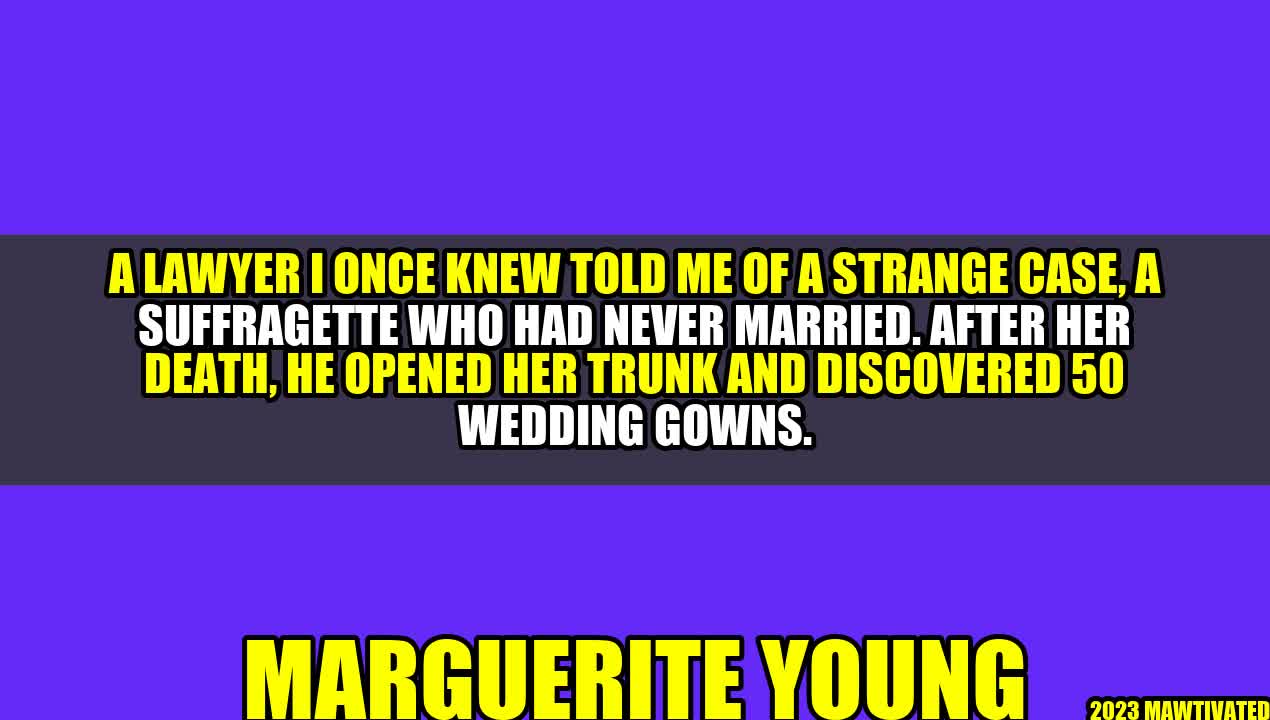 A LAWYER I ONCE KNEW TOLD ME OF A STRANGE CASE, A
SUFFRAGETTE WHO HAD NEVER MARRIED. AFTER HER
DEATH, HE OPENED HER TRUNK AND DISCOVERED 50
WEDDING GOWNS.
MARGUERITE YOUNG
2023 MAWTIVATED